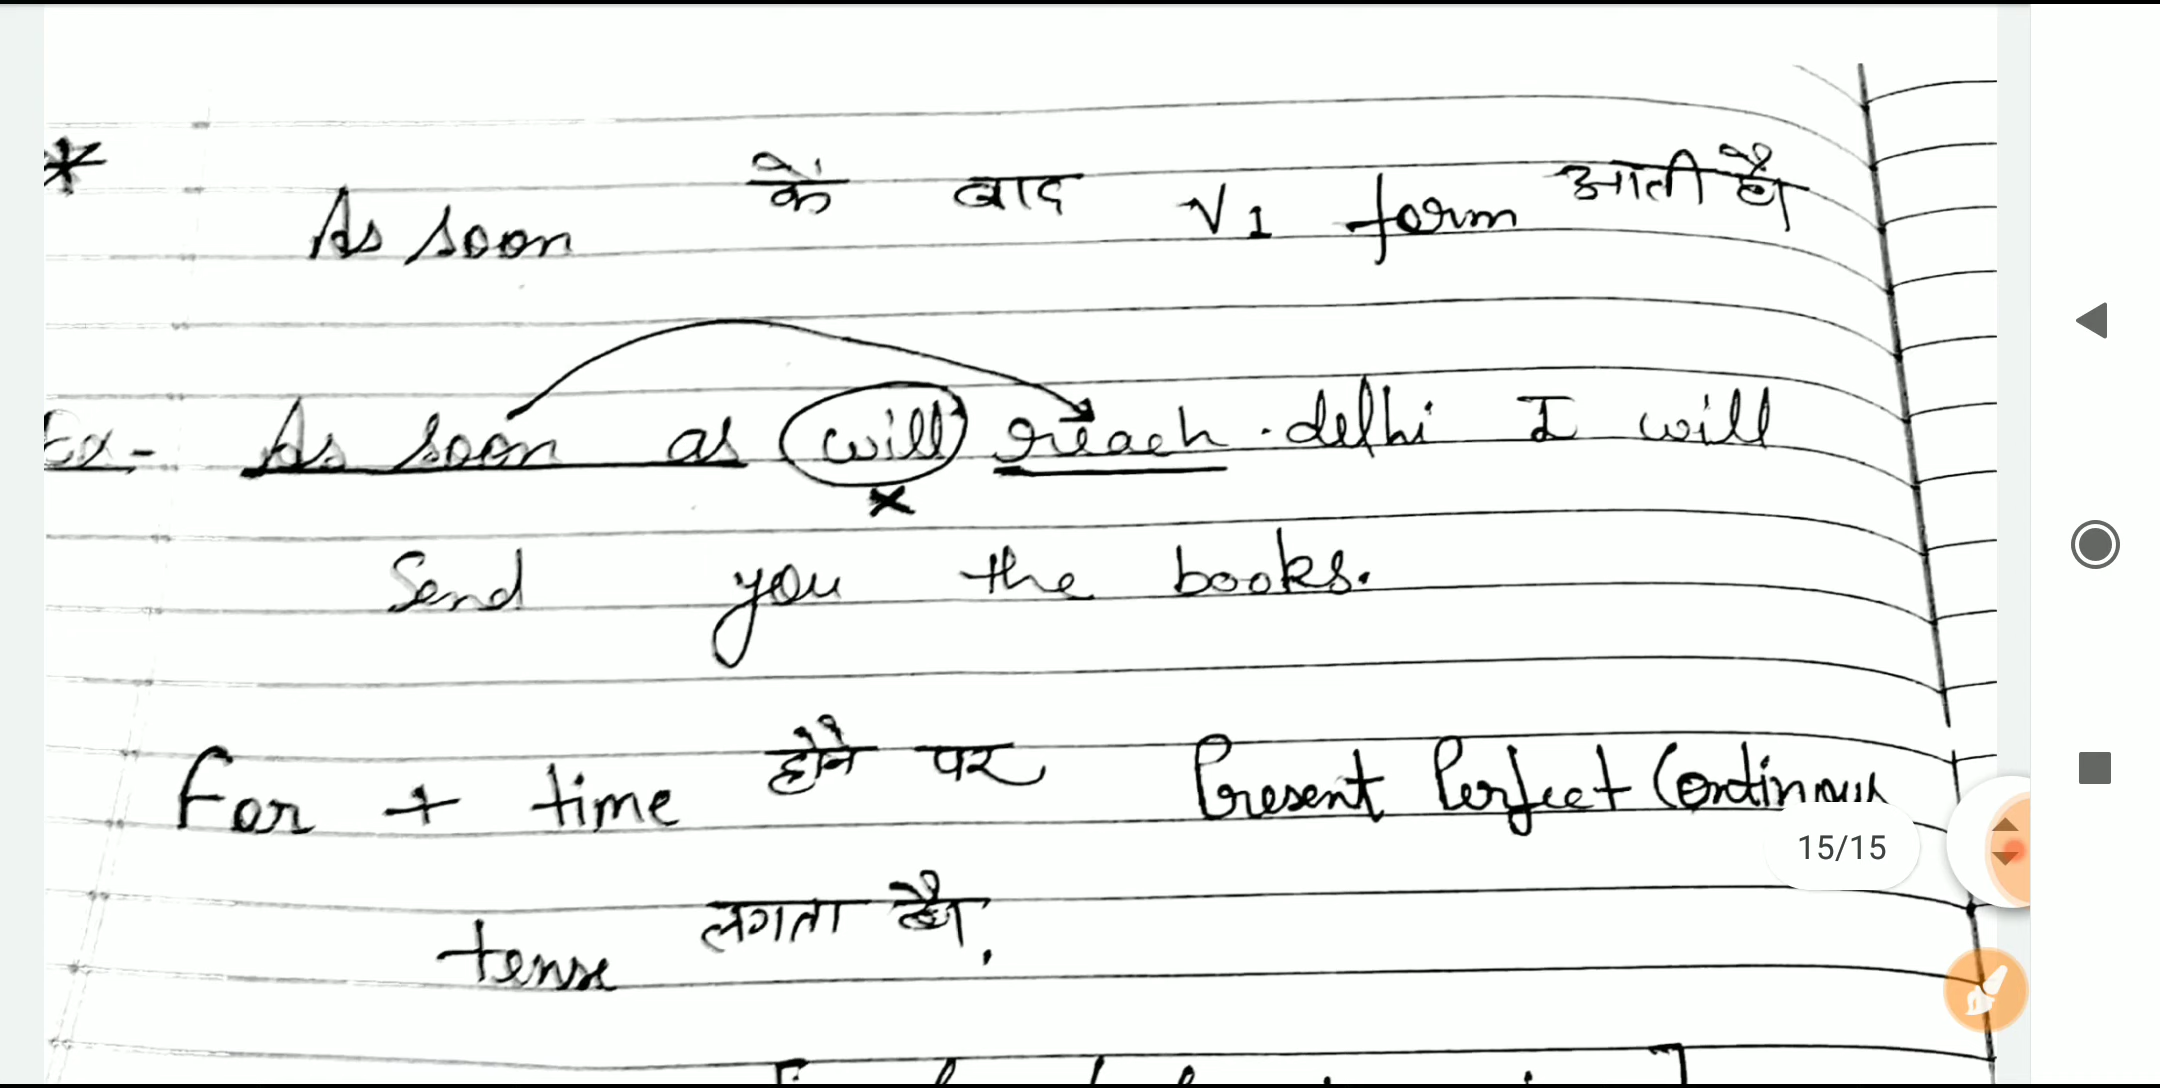 * As soon के बाद V1 form आती है
Ex- As soon as will reach delhi I will
×
Send you the books.
For + time होने पर Present Perfect Continuous
15/15
tense लगता है.